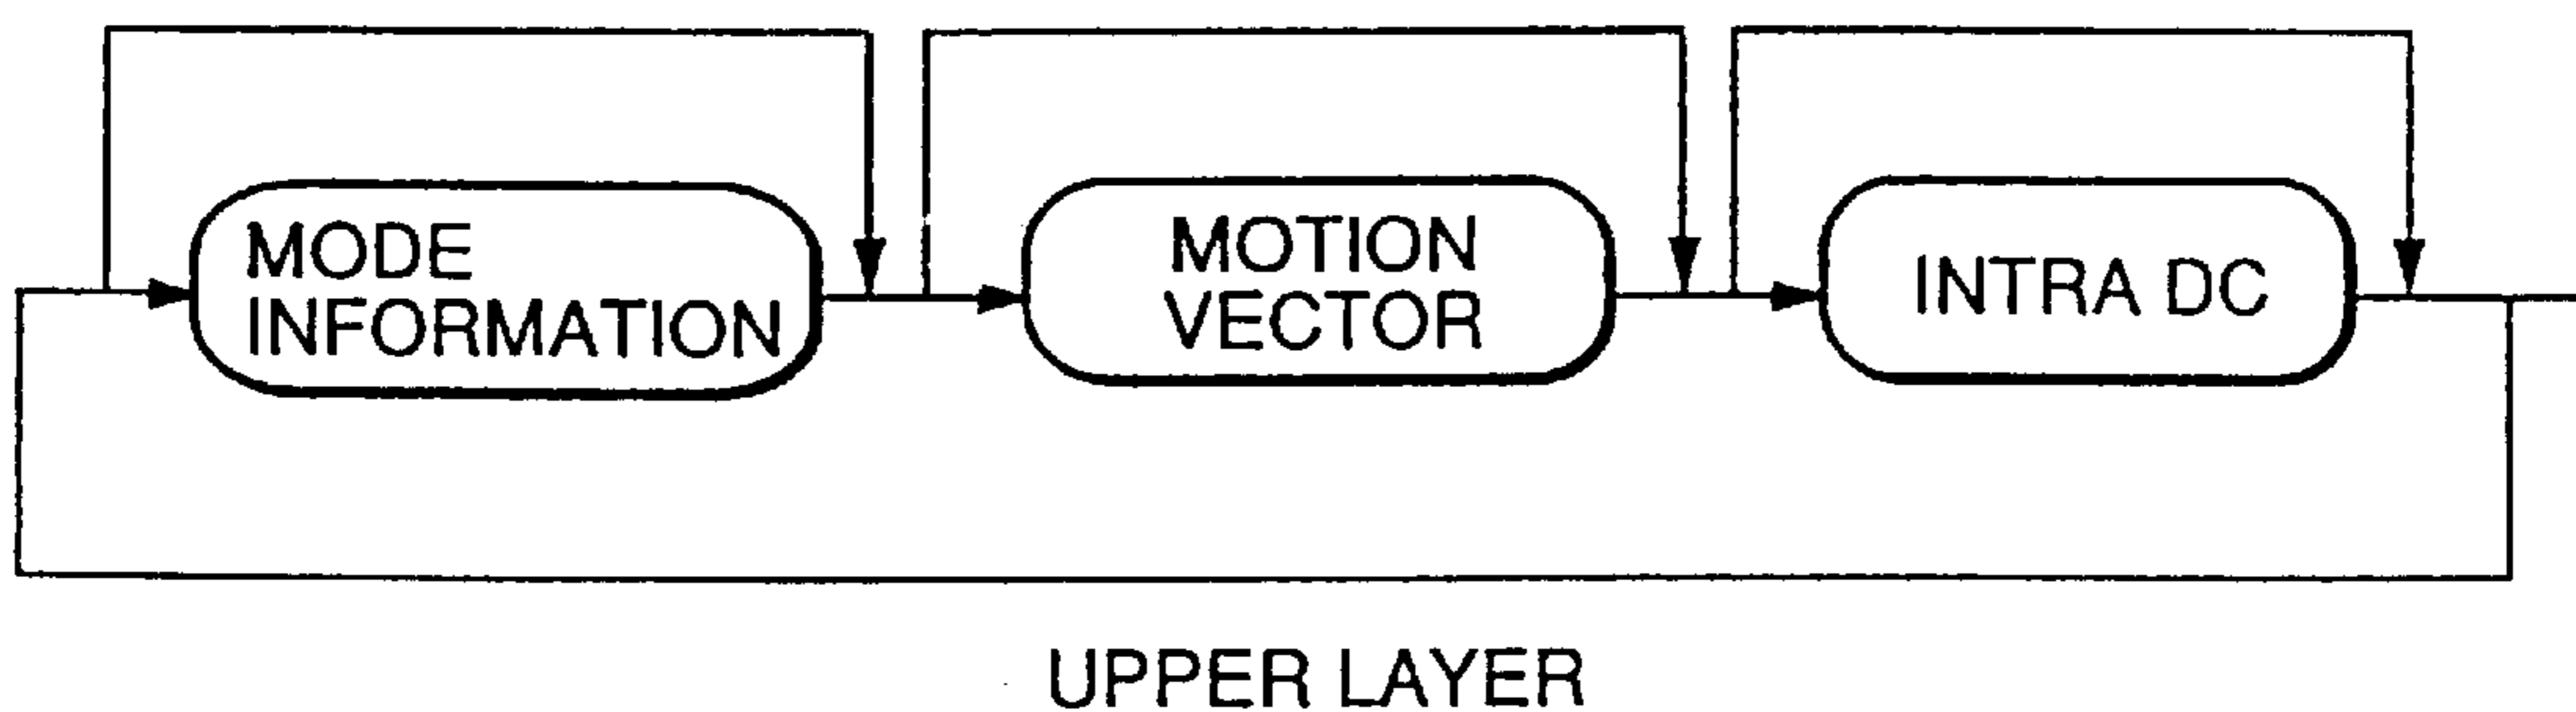 MODE
INFORMATION
MOTION
VECTOR
INTRA DC
UPPER LAYER